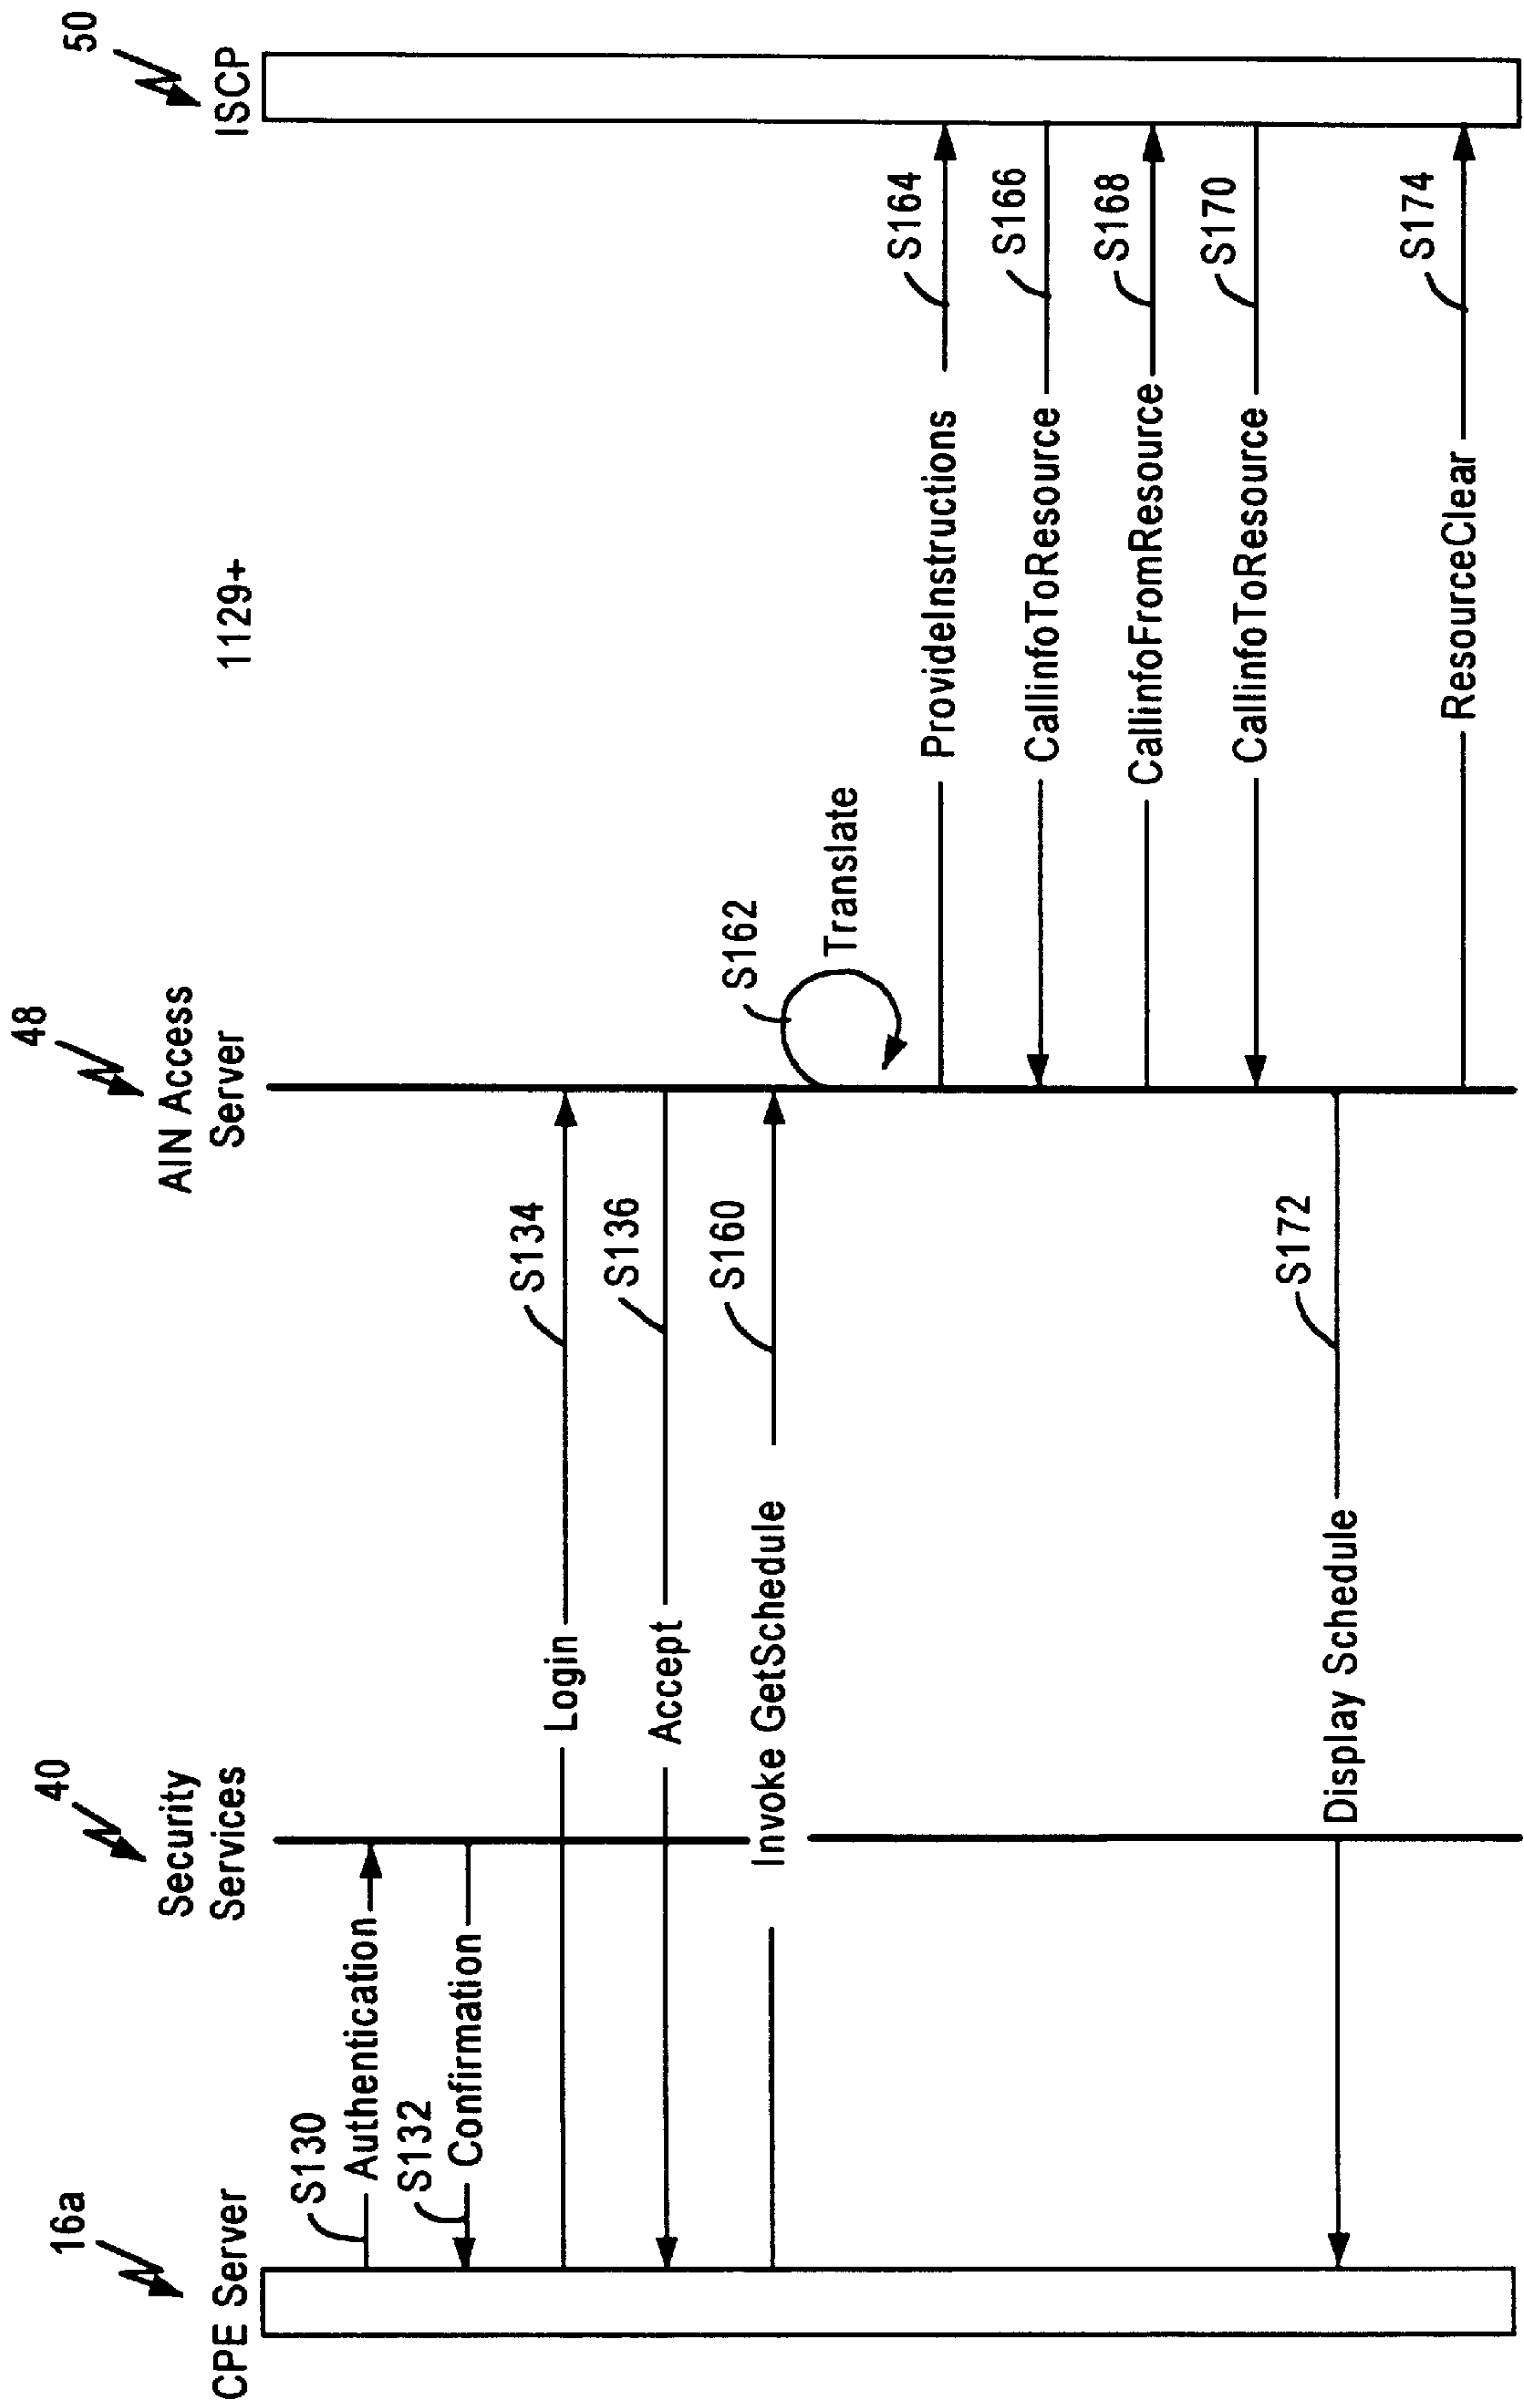 16a
CPE Server
40
Security
Services
48
AIN Access
Server
1129+
50
ISCP
S130
Authentication
S132
Confirmation
Login
S134
Accept
S136
Invoke GetSchedule
S160
S162
Translate
ProvideInstructions
S164
CallinfoToResource
S166
CallinfoFromResource
S168
CallinfoToResource
S170
Display Schedule
S172
ResourceClear
S174